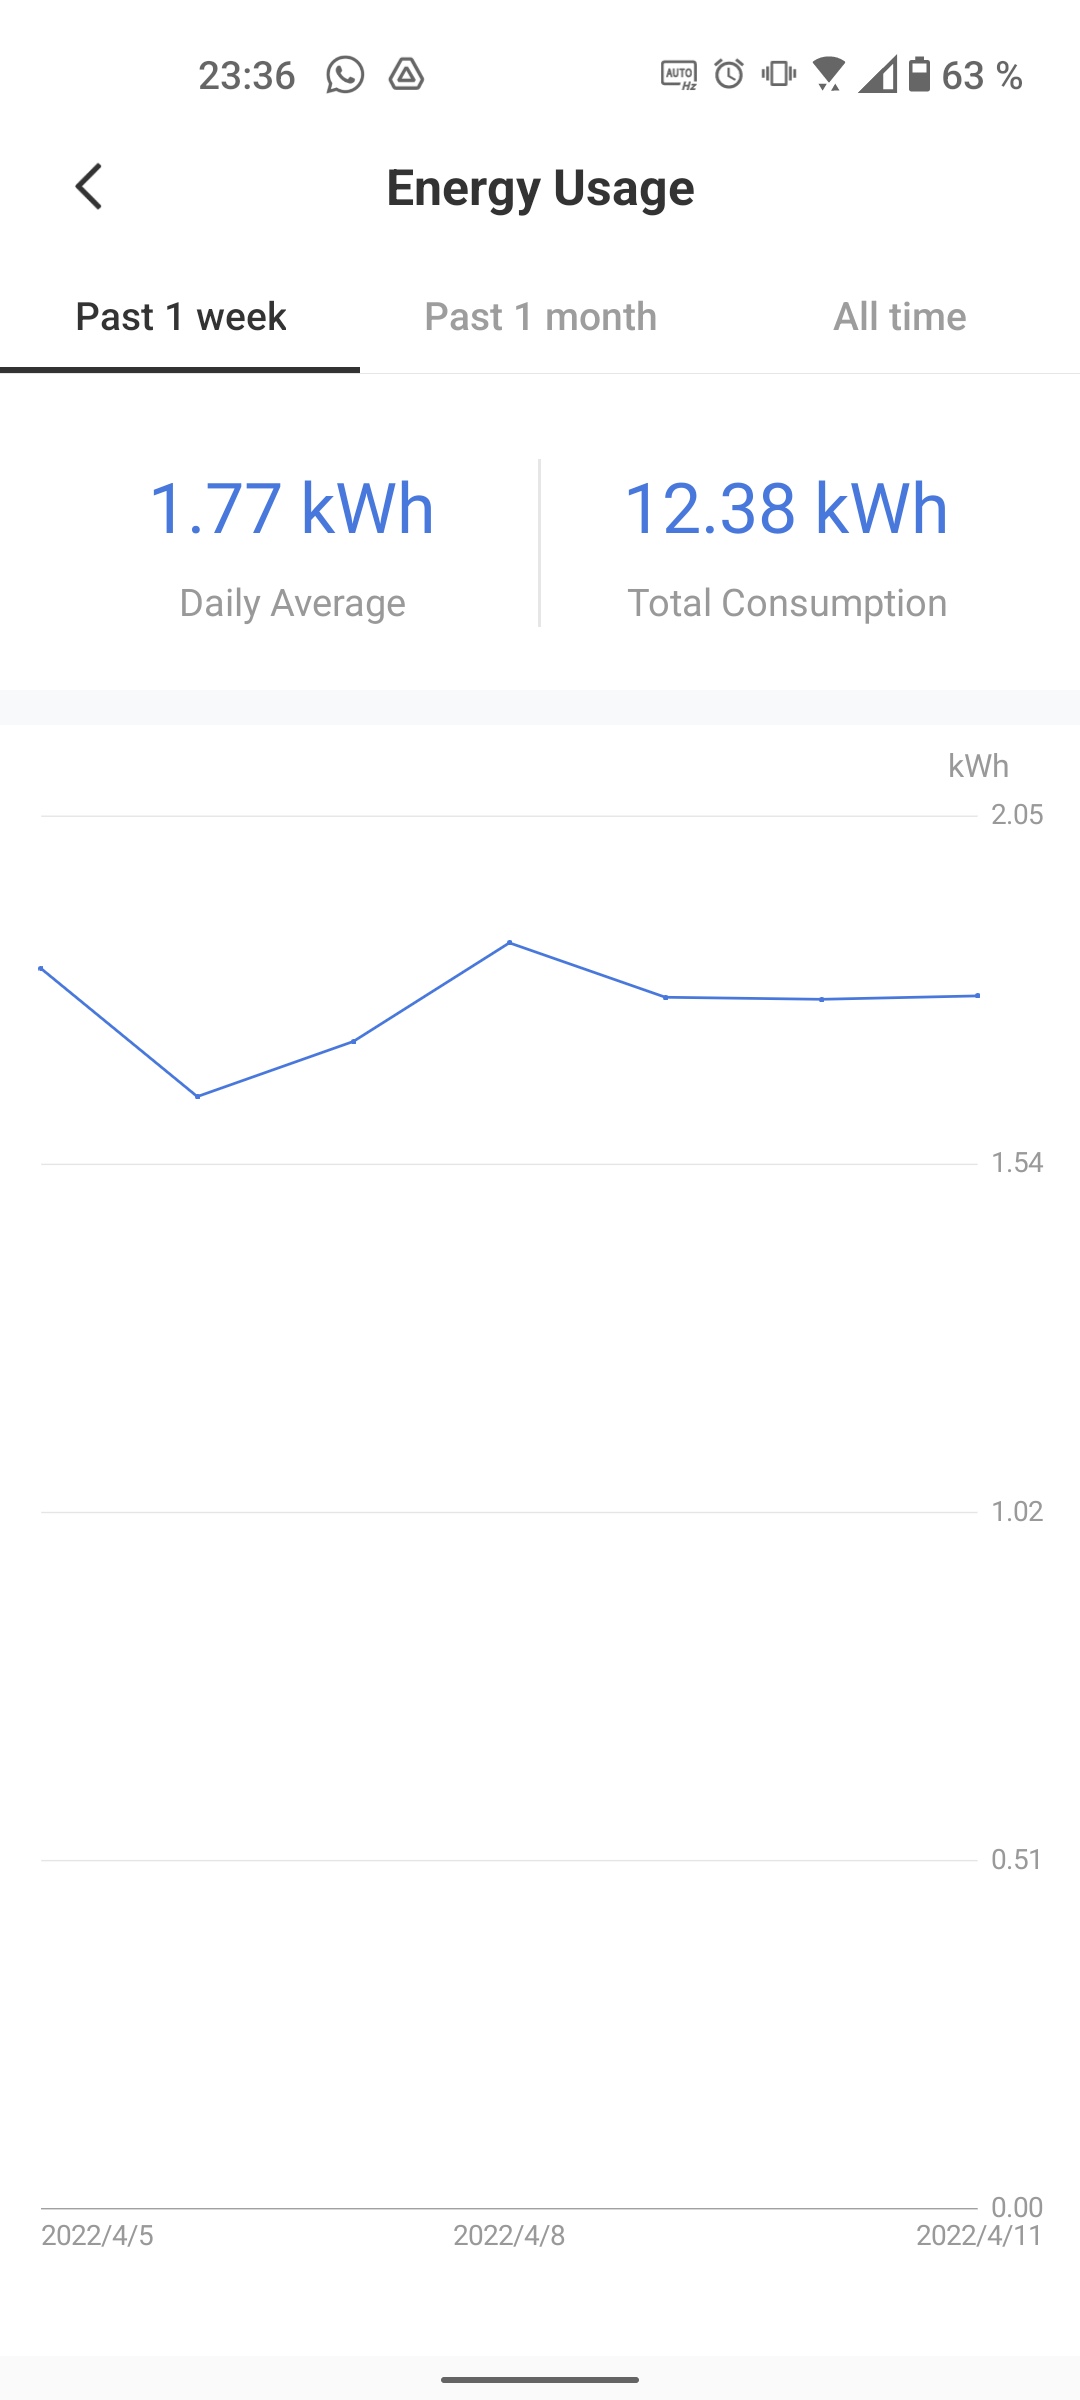 23:36 AUTO Hz 63 %
Energy Usage
Past 1 week Past 1 month All time
1.77 kWh 12.38 kWh
Daily Average Total Consumption
kWh
2.05
1.54
1.02
0.51
0.00
2022/4/5 2022/4/8 2022/4/11